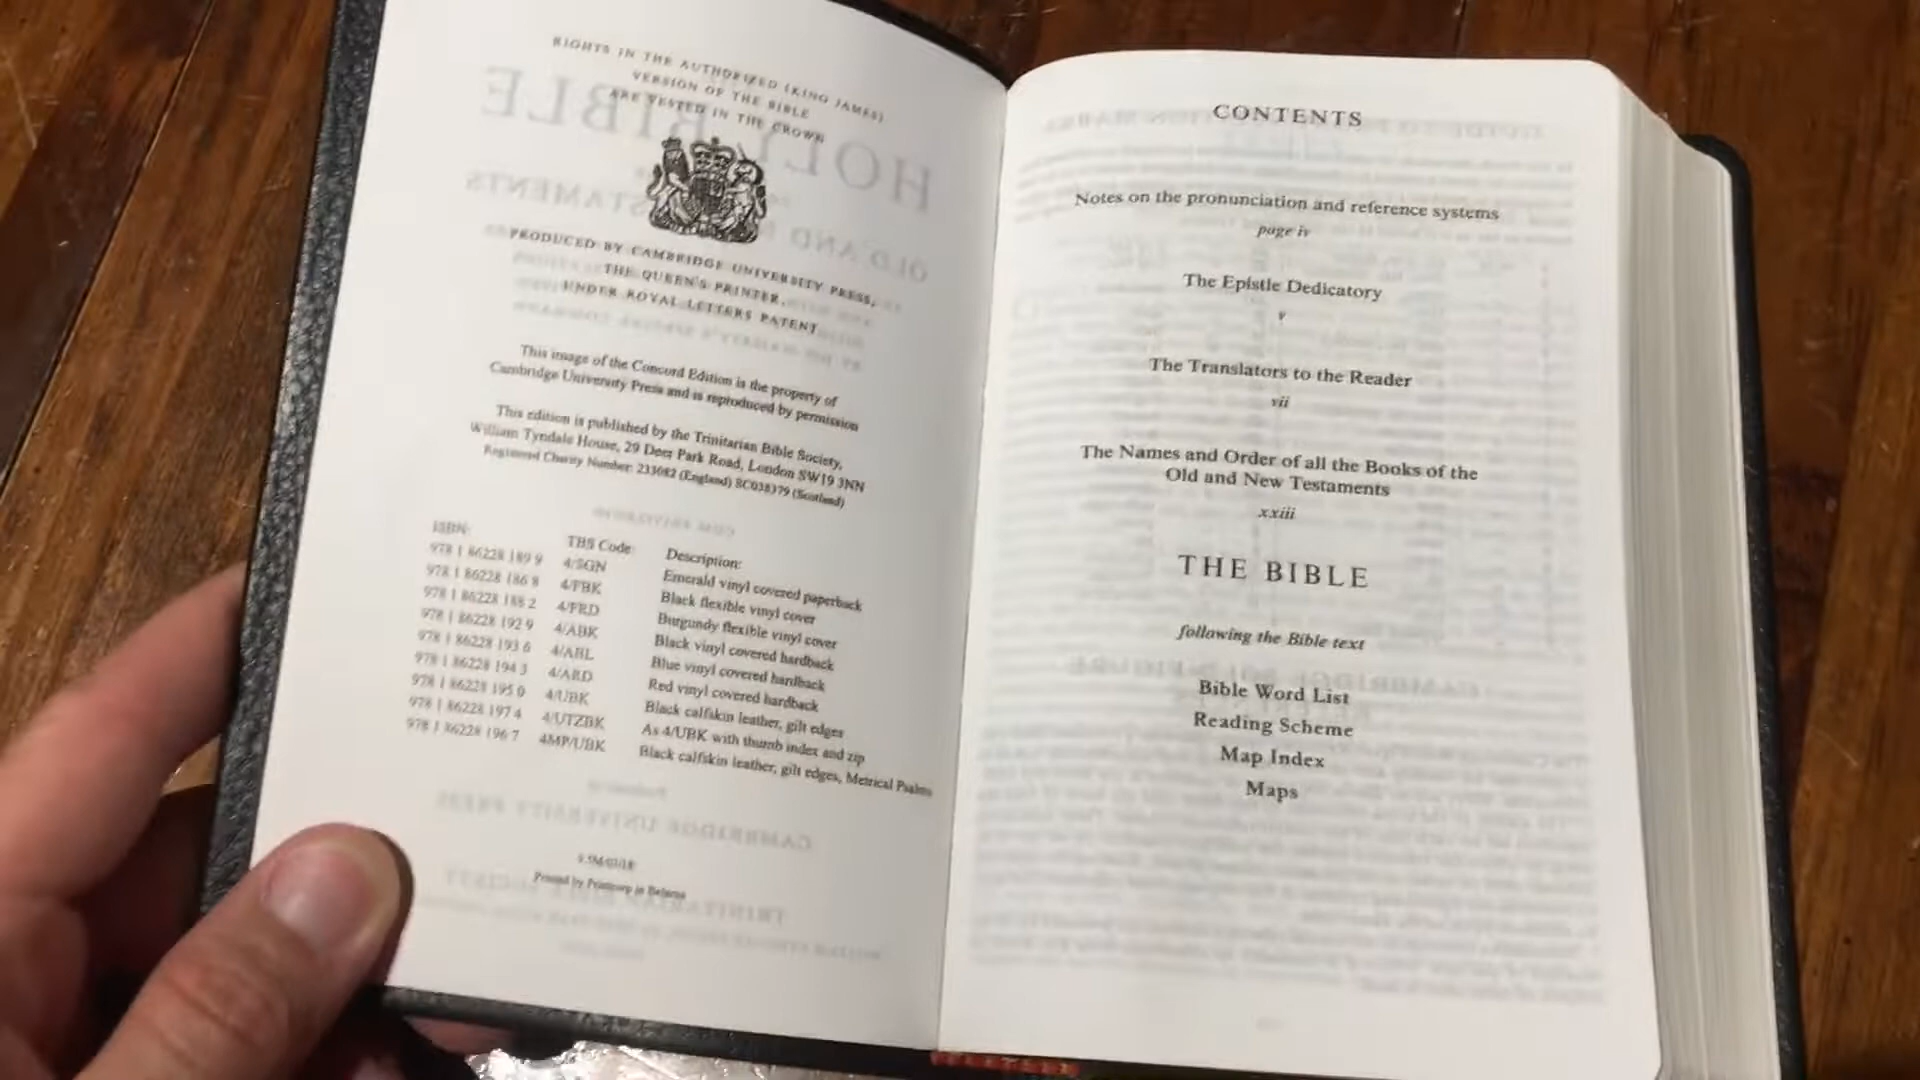 RIGHTS IN THE AUTHORIZED (KING JAMES)
VERSION OF THE BIBLE
ARE VESTED IN THE CROWN
PRODUCED BY CAMBRIDGE UNIVERSITY PRESS,
THE QUEEN'S PRINTER,
UNDER ROYAL LETTERS PATENT
This image of the Concord Edition is the property of
Cambridge University Press and is reproduced by permission
This edition is published by the Trinitarian Bible Society,
William Tyndale House, 29 Deer Park Road, London SW19 3NN
Registered Charity Number: 233082 (England) SC038379 (Scotland)
ISBN: TBS Code: Description:
978 1 86228 189 9 4/SGN Emerald vinyl covered paperback
978 1 86228 186 8 4/FBK Black flexible vinyl cover
978 1 86228 188 2 4/FRD Burgundy flexible vinyl cover
978 1 86228 192 9 4/ABK Black vinyl covered hardback
978 1 86228 193 6 4/ABL Blue vinyl covered hardback
978 1 86228 194 3 4/ARD Red vinyl covered hardback
978 1 86228 195 0 4/UBK Black calfskin leather, gilt edges
978 1 86228 197 4 4/UTZBK As 4/UBK with thumb index and zip
978 1 86228 196 7 4MP/UBK Black calfskin leather, gilt edges, Metrical Psalms
Printed by Printcorp in Belarus
CONTENTS
Notes on the pronunciation and reference systems
page iv
The Epistle Dedicatory
v
The Translators to the Reader
vii
The Names and Order of all the Books of the
Old and New Testaments
xxiii
THE BIBLE
following the Bible text
Bible Word List
Reading Scheme
Map Index
Maps